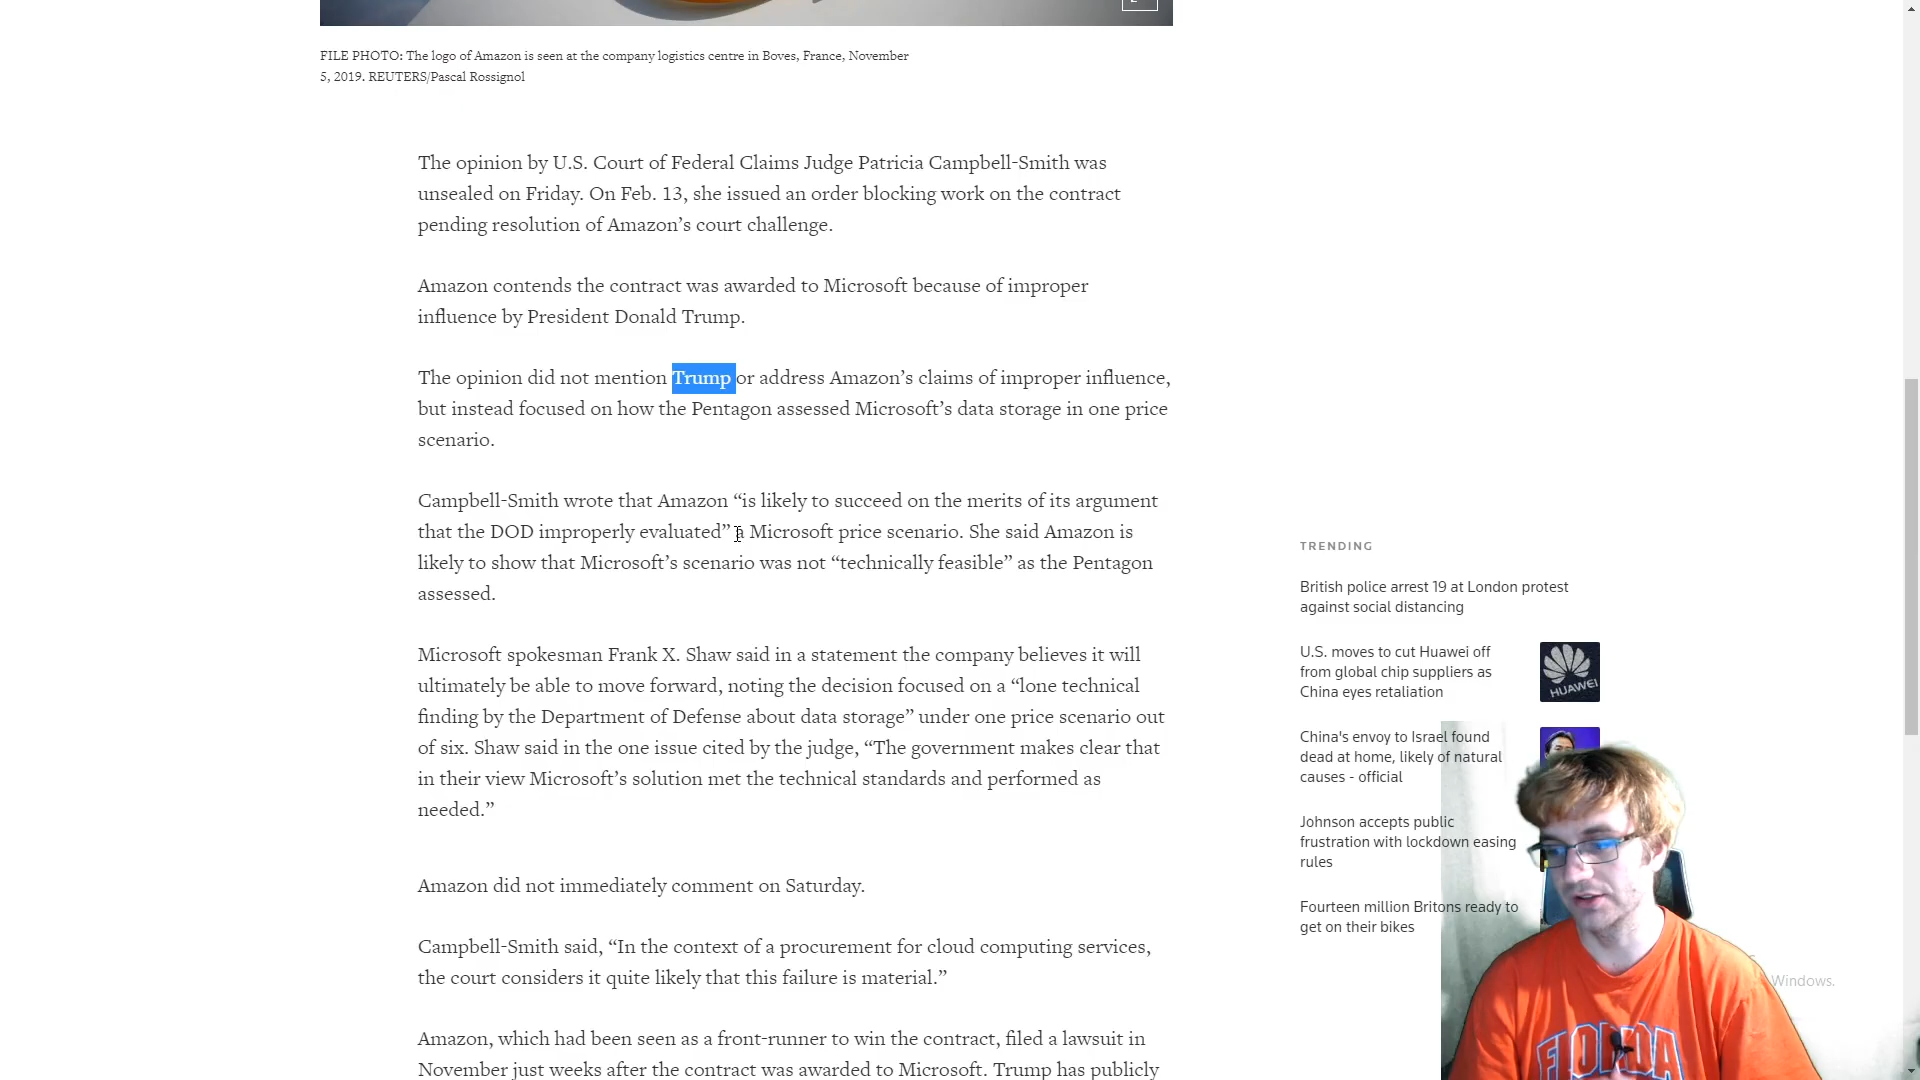 FILE PHOTO: The logo of Amazon is seen at the company logistics centre in Boves, France, November
5, 2019. REUTERS/Pascal Rossignol
The opinion by U.S. Court of Federal Claims Judge Patricia Campbell-Smith was
unsealed on Friday. On Feb. 13, she issued an order blocking work on the contract
pending resolution of Amazon’s court challenge.
Amazon contends the contract was awarded to Microsoft because of improper
influence by President Donald Trump.
The opinion did not mention Trump or address Amazon’s claims of improper influence,
but instead focused on how the Pentagon assessed Microsoft’s data storage in one price
scenario.
Campbell-Smith wrote that Amazon “is likely to succeed on the merits of its argument
that the DOD improperly evaluated” a Microsoft price scenario. She said Amazon is
likely to show that Microsoft’s scenario was not “technically feasible” as the Pentagon
assessed.
Microsoft spokesman Frank X. Shaw said in a statement the company believes it will
ultimately be able to move forward, noting the decision focused on a “lone technical
finding by the Department of Defense about data storage” under one price scenario out
of six. Shaw said in the one issue cited by the judge, “The government makes clear that
in their view Microsoft’s solution met the technical standards and performed as
needed.”
Amazon did not immediately comment on Saturday.
Campbell-Smith said, “In the context of a procurement for cloud computing services,
the court considers it quite likely that this failure is material.”
Amazon, which had been seen as a front-runner to win the contract, filed a lawsuit in
November just weeks after the contract was awarded to Microsoft. Trump has publicly
TRENDING
British police arrest 19 at London protest
against social distancing
U.S. moves to cut Huawei off
from global chip suppliers as
China eyes retaliation
HUAWEI
China's envoy to Israel found
dead at home, likely of natural
causes - official
Johnson accepts public
frustration with lockdown easing
rules
Fourteen million Britons ready to
get on their bikes
Windows.
FLORIDA